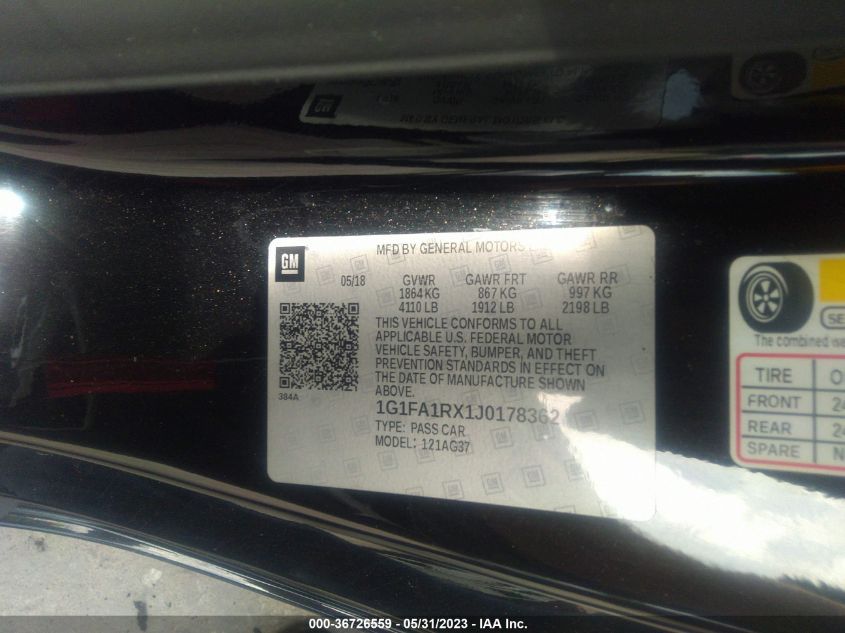 GM
MFD BY GENERAL MOTORS
05/18 GVWR GAWR FRT GAWR RR
1864 KG 867 KG 997 KG
4110 LB 1912 LB 2198 LB
THIS VEHICLE CONFORMS TO ALL
APPLICABLE U.S. FEDERAL MOTOR
VEHICLE SAFETY, BUMPER, AND THEFT
PREVENTION STANDARDS IN EFFECT ON
THE DATE OF MANUFACTURE SHOWN
ABOVE.
384A
1G1FA1RX1J0178362
TYPE: PASS CAR
MODEL: 121AG37
The combined
TIRE
FRONT
REAR
SPARE
000-36726559 - 05/31/2023 - IAA Inc.